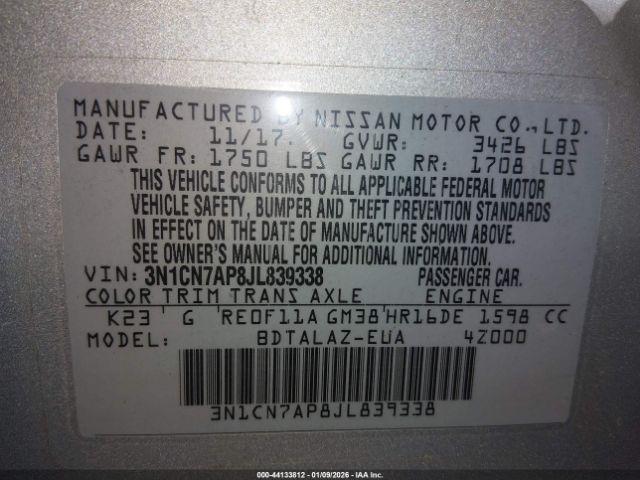 MANUFACTURED BY NISSAN MOTOR CO.,LTD.
DATE: 11/17. GVWR: 3426 LBS
GAWR FR: 1750 LBS GAWR RR: 1708 LBS
THIS VEHICLE CONFORMS TO ALL APPLICABLE FEDERAL MOTOR
VEHICLE SAFETY, BUMPER AND THEFT PREVENTION STANDARDS
IN EFFECT ON THE DATE OF MANUFACTURE SHOWN ABOVE.
SEE OWNER'S MANUAL FOR ADDITIONAL INFORMATION.
VIN: 3N1CN7AP8JL839338 PASSENGER CAR.
COLOR TRIM TRANS AXLE ENGINE
K23 G RE0F11A GM38 HR16DE 1598 CC
MODEL: BDTALAZ-EUA 4Z000
3N1CN7AP8JL839338
000-44133812 | 01/09/2026 | IAA Inc.